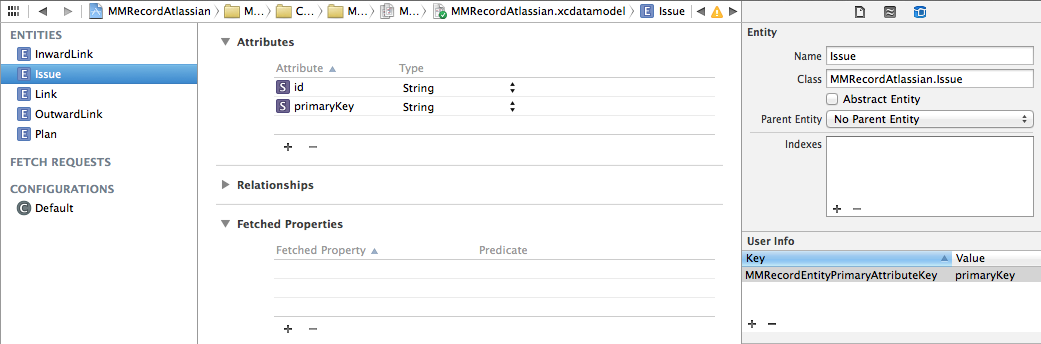 MMRecordAtlassian
M...
C...
M...
M...
MMRecordAtlassian.xcdatamodel
E Issue
ENTITIES
E InwardLink
E Issue
E Link
E OutwardLink
E Plan
FETCH REQUESTS
CONFIGURATIONS
C Default
Attributes
Attribute Type
S id String
S primaryKey String
+ −
Relationships
Fetched Properties
Fetched Property Predicate
+ −
Entity
Name Issue
Class MMRecordAtlassian.Issue
Abstract Entity
Parent Entity No Parent Entity
Indexes
+ −
User Info
Key Value
MMRecordEntityPrimaryAttributeKey primaryKey
+ −